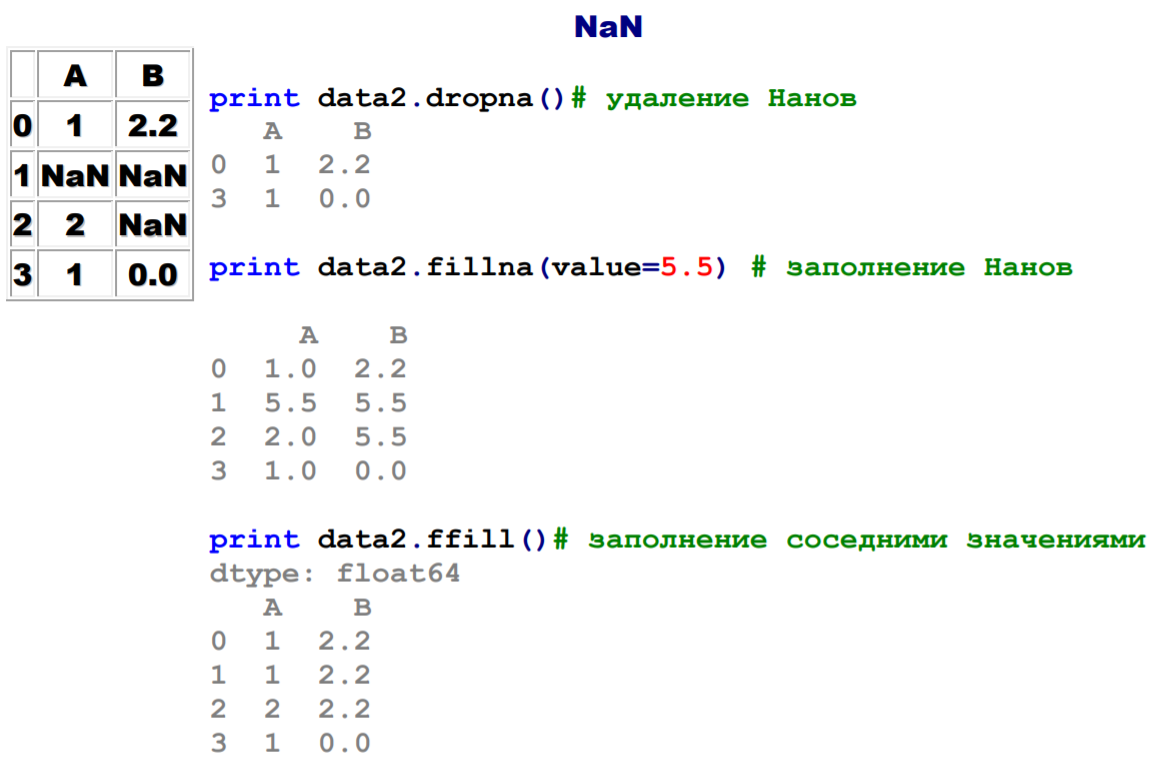 NaN
A B
0 1 2.2
1 NaN NaN
2 2 NaN
3 1 0.0
print data2.dropna()# удаление Нанов
A B
0 1 2.2
3 1 0.0
print data2.fillna(value=5.5) # заполнение Нанов
A B
0 1.0 2.2
1 5.5 5.5
2 2.0 5.5
3 1.0 0.0
print data2.ffill()# заполнение соседними значениями
dtype: float64
A B
0 1 2.2
1 1 2.2
2 2 2.2
3 1 0.0